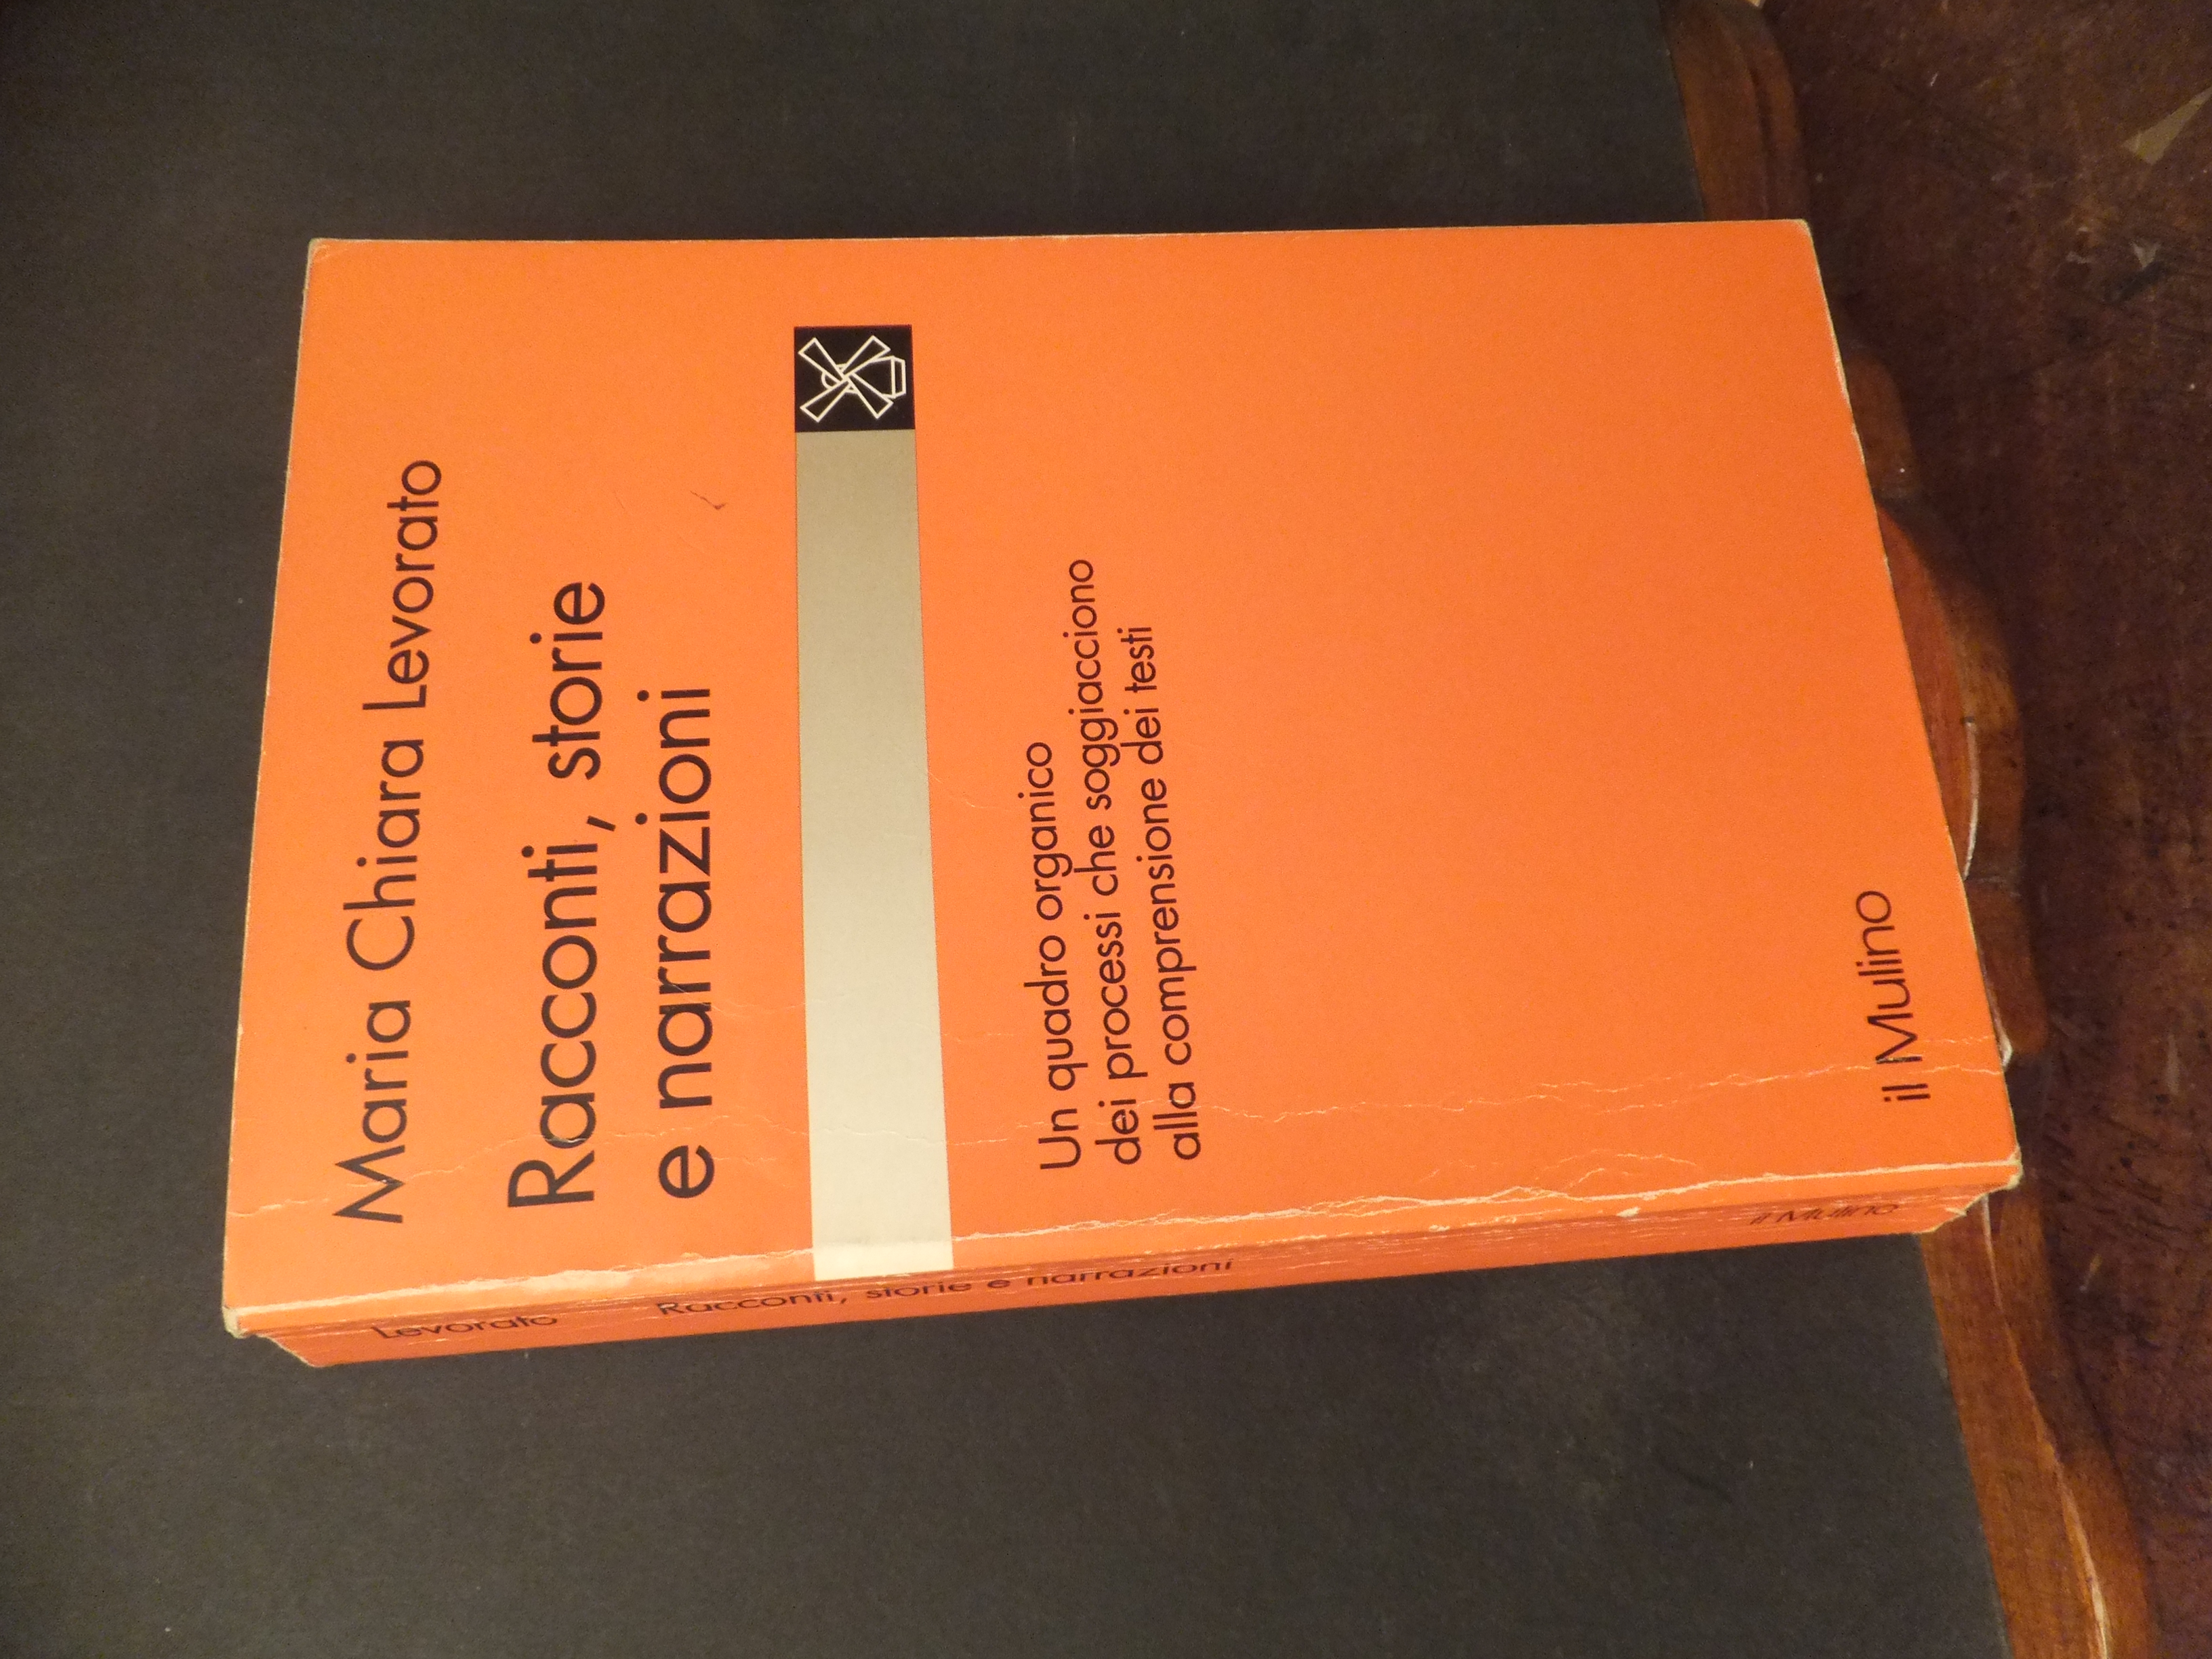 Maria Chiara Levorato
Racconti, storie
e narrazioni
Un quadro organico
dei processi che soggiacciono
alla comprensione dei testi
il Mulino
Levorato
Racconti, storie e narrazioni
il Mulino